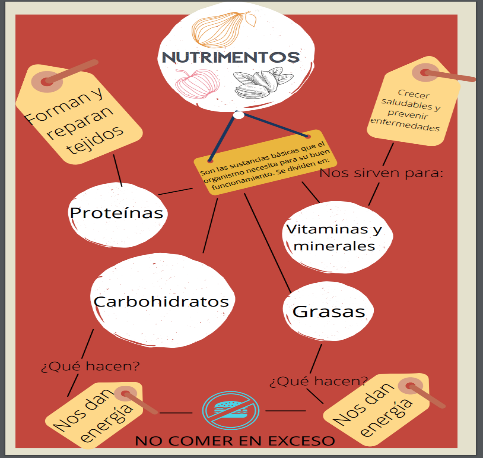 NUTRIMENTOS
Forman y
reparan
tejidos
Crecer
saludables y
prevenir
enfermedades
Son las sustancias básicas que el
organismo necesita para su buen
funcionamiento. Se dividen en:
Nos sirven para:
Proteínas
Vitaminas y
minerales
Carbohidratos
Grasas
¿Qué hacen?
¿Qué hacen?
Nos dan
energía
Nos dan
energía
NO COMER EN EXCESO